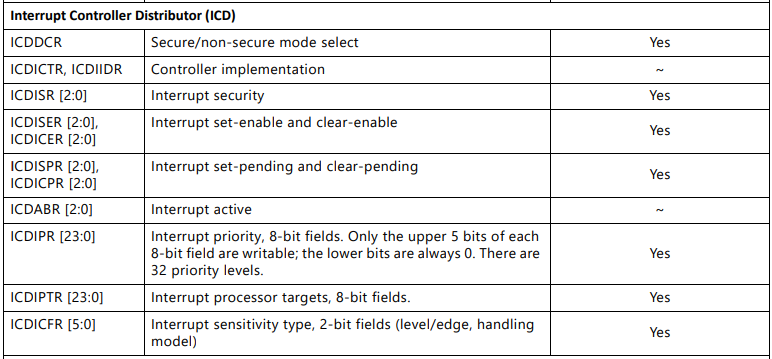 Interrupt Controller Distributor (ICD)
ICDDCR Secure/non-secure mode select Yes
ICDICTR, ICDIIDR Controller implementation ~
ICDISR [2:0] Interrupt security Yes
ICDISER [2:0],
ICDICER [2:0] Interrupt set-enable and clear-enable Yes
ICDISPR [2:0],
ICDICPR [2:0] Interrupt set-pending and clear-pending Yes
ICDABR [2:0] Interrupt active ~
ICDIPR [23:0] Interrupt priority, 8-bit fields. Only the upper 5 bits of each
8-bit field are writable; the lower bits are always 0. There are
32 priority levels. Yes
ICDIPTR [23:0] Interrupt processor targets, 8-bit fields. Yes
ICDICFR [5:0] Interrupt sensitivity type, 2-bit fields (level/edge, handling
model) Yes